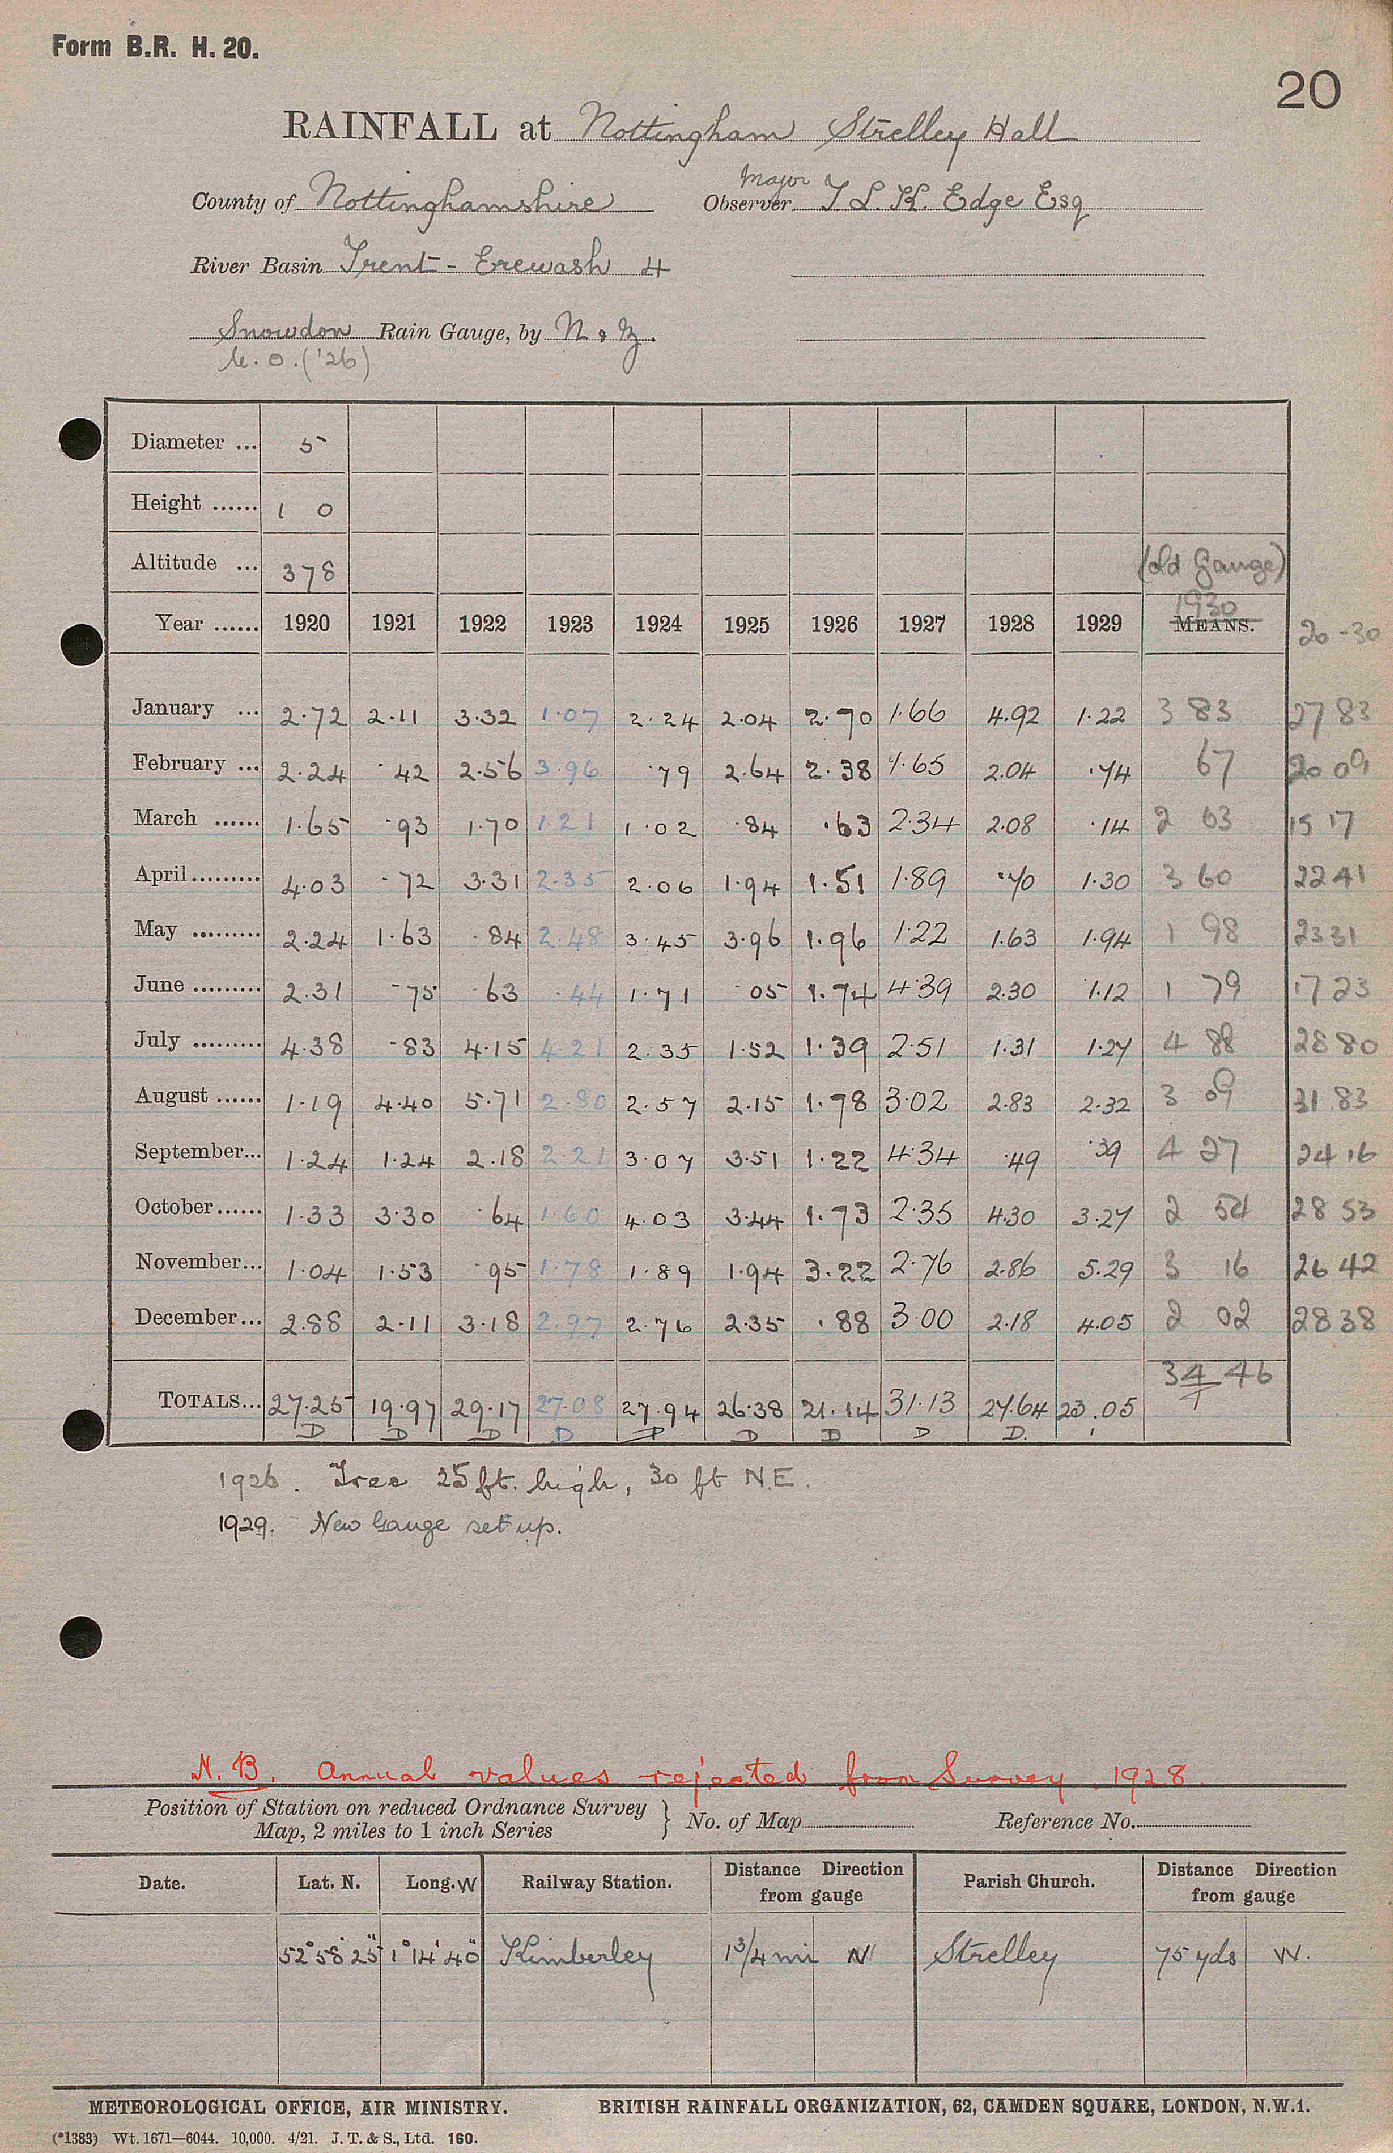 Form B.R. H. 20.
20
RAINFALL at Nottingham Strelley Hall
County of Nottinghamshire Observer Major T L. K. Edge Esq
River Basin Trent - Erewash 4
Snowdon Rain Gauge, by N & Z.
M.O. ('26)
Diameter ... 5
Height ...... 1 0
Altitude ... 378 (old gauge)
Year ...... 1920 1921 1922 1923 1924 1925 1926 1927 1928 1929 MEANS. 1930 20-30
January ... 2.72 2.11 3.32 1.07 2.24 2.04 2.70 1.66 4.92 1.22 3 83 27 83
February ... 2.24 .42 2.56 3.96 .79 2.64 2.38 1.65 2.04 .74 67 20 09
March ...... 1.65 .93 1.70 1.21 1.02 .84 .63 2.34 2.08 .14 2 63 15 17
April......... 4.03 .72 3.31 2.35 2.06 1.94 1.51 1.89 .70 1.30 3 60 22 41
May ......... 2.24 1.63 .84 2.48 3.45 3.96 1.96 1.22 1.63 1.94 1 98 23 31
June ......... 2.31 .75 .63 .44 1.71 .05 1.74 4.39 2.30 1.12 1 79 17 23
July ......... 4.38 .83 4.15 4.21 2.35 1.52 1.39 2.51 1.31 1.27 4 88 28 80
August ...... 1.19 4.40 5.71 2.80 2.57 2.15 1.78 3.02 2.83 2.32 3 09 31 83
September... 1.24 1.24 2.18 2.21 3.07 3.51 1.22 4.34 .49 .39 4 27 24 16
October...... 1.33 3.30 .64 1.60 4.03 3.44 1.73 2.35 4.30 3.27 2 54 28 53
November... 1.04 1.53 .95 1.78 1.89 1.94 3.22 2.76 2.86 5.29 3 16 26 42
December... 2.88 2.11 3.18 2.97 2.76 2.35 .88 3.00 2.18 4.05 2 02 28 38
TOTALS... 27.25 19.97 29.17 27.08 27.94 26.38 21.14 31.13 27.64 23.05 34 46
D D D D D D D D
1926. Tree 25 ft. high, 30 ft N.E.
1929. New Gauge set up.
N.B. Annual values rejected from Survey 1928.
Position of Station on reduced Ordnance Survey Map, 2 miles to 1 inch Series } No. of Map Reference No.
Date. Lat. N. Long. W Railway Station. Distance Direction from gauge Parish Church. Distance Direction from gauge
52° 58' 25" 1° 14' 40" Kimberley 1 3/4 mi N Strelley 75 yds W.
METEOROLOGICAL OFFICE, AIR MINISTRY. BRITISH RAINFALL ORGANIZATION, 62, CAMDEN SQUARE, LONDON, N.W.1.
(*1383) Wt. 1671—6044. 10,000. 4/21. J. T. & S., Ltd. 160.